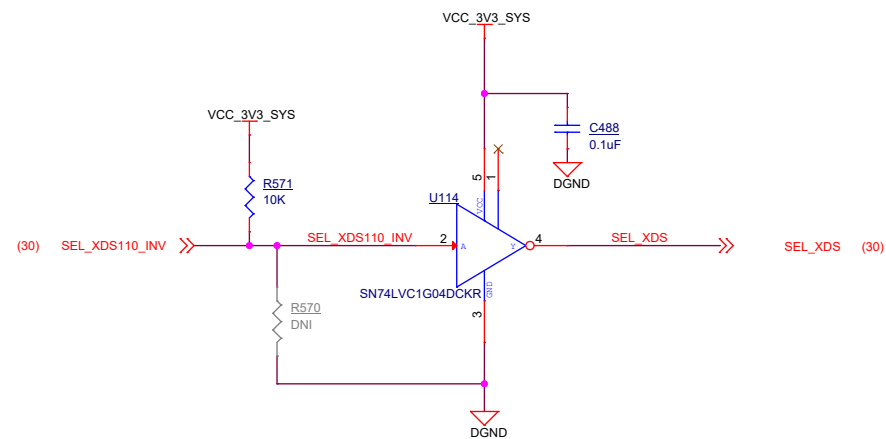 VCC_3V3_SYS
VCC_3V3_SYS
C488
0.1uF
DGND
R571
10K
5
1
U114
VCC
(30) SEL_XDS110_INV
SEL_XDS110_INV
2
A
Y
4
SEL_XDS
SEL_XDS (30)
SN74LVC1G04DCKR
GND
R570
DNI
3
DGND